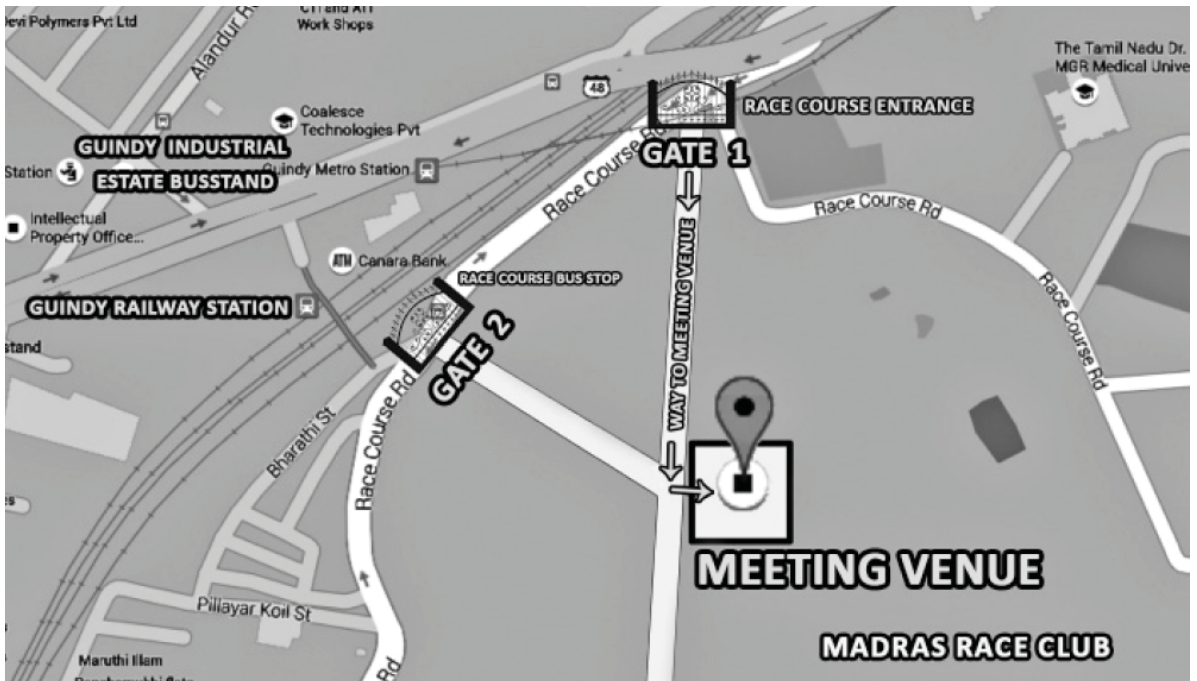 Devi Polymers Pvt Ltd
Work Shops
Alandur
48
The Tamil Nadu Dr.
MGR Medical Unive
RACE COURSE ENTRANCE
Coalesce
Technologies Pvt
GUINDY INDUSTRIAL
ESTATE BUSSTAND
Station
Guindy Metro Station
GATE 1
Race Course Rd
Race Course Rd
Intellectual
Property Office...
ATM Canara Bank
RACE COURSE BUS STOP
GUINDY RAILWAY STATION
WAY TO MEETING VENUE
Race Course Rd
stand
GATE 2
Race Course Rd
Bharathi St
MEETING VENUE
Pillayar Koil St
MADRAS RACE CLUB
Maruthi Illam
Rd